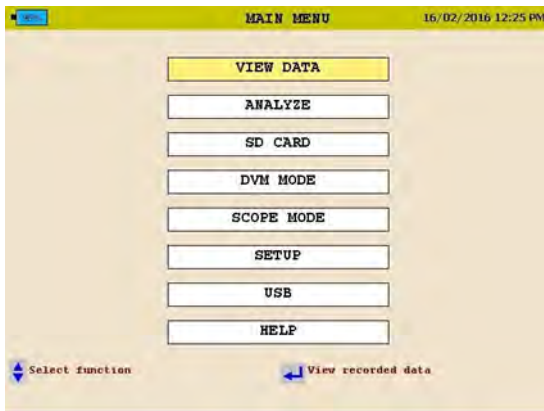 MAIN MENU 16/02/2016 12:25 PM
VIEW DATA
ANALYZE
SD CARD
DVM MODE
SCOPE MODE
SETUP
USB
HELP
Select function View recorded data